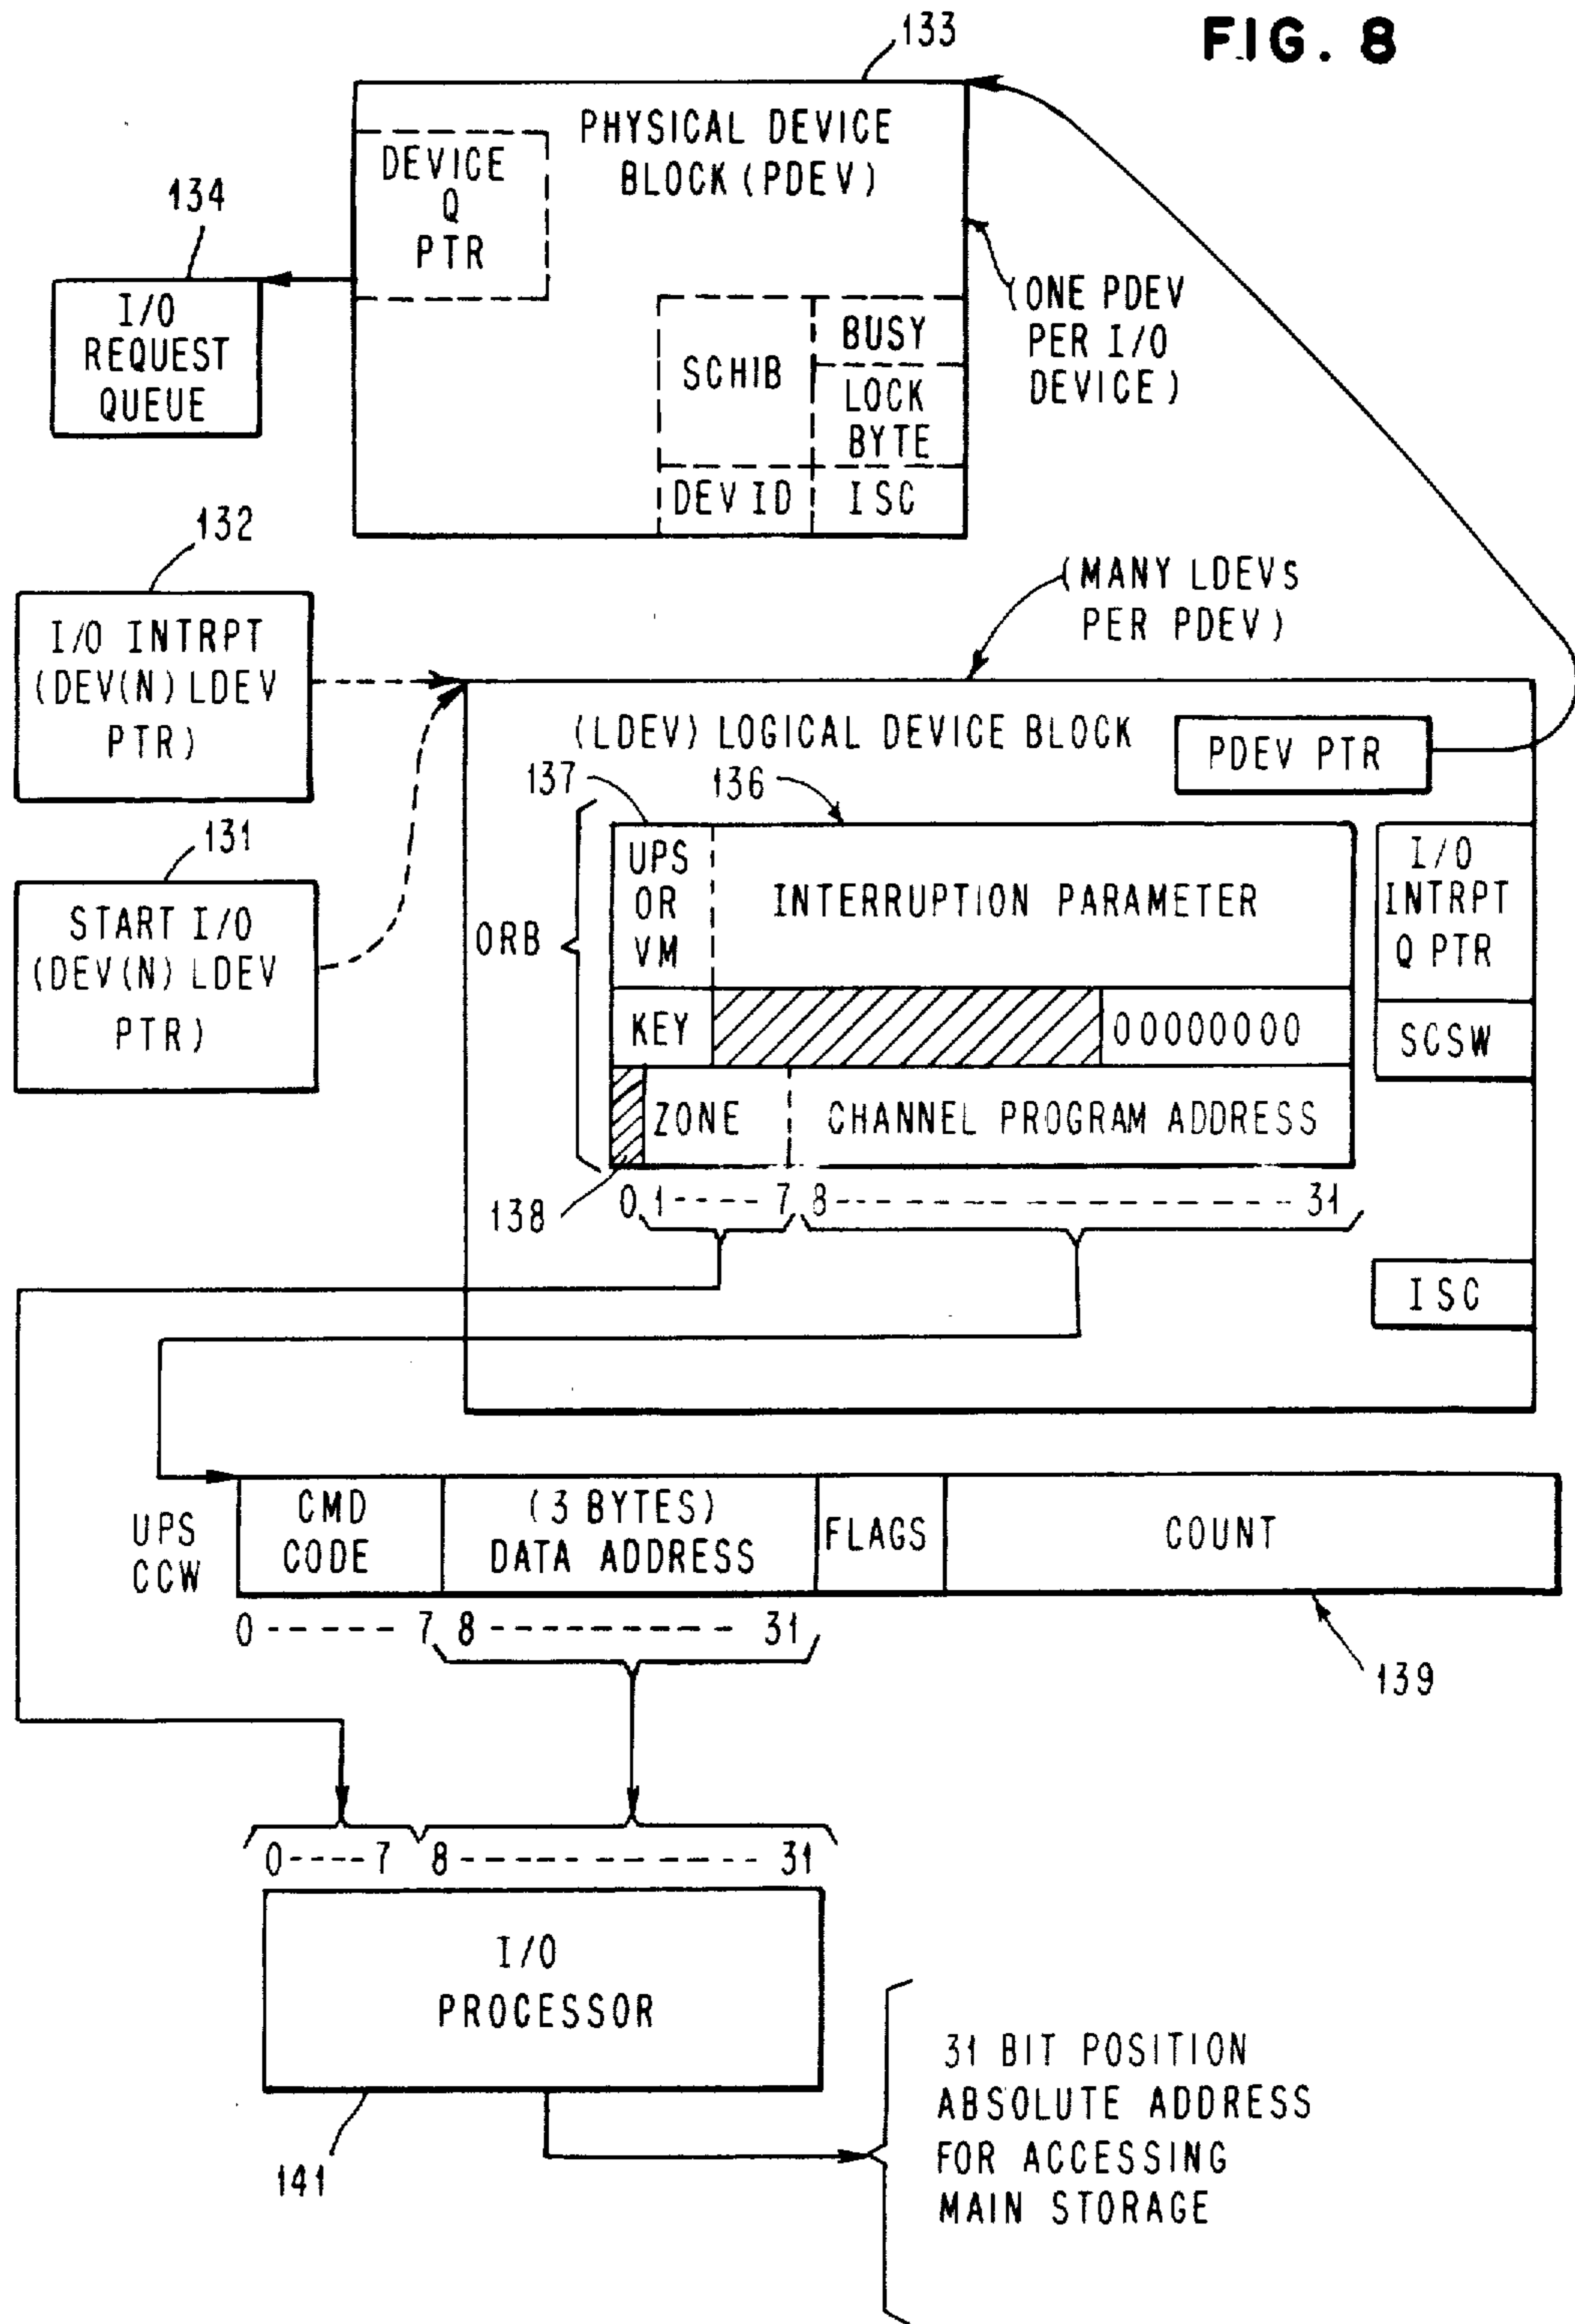 FIG. 8
133
PHYSICAL DEVICE
BLOCK (PDEV)
DEVICE
Q
PTR
134
I/O
REQUEST
QUEUE
SCHIB
BUSY
LOCK
BYTE
DEV ID
ISC
(ONE PDEV
PER I/O
DEVICE)
132
I/O INTRPT
(DEV(N) LDEV
PTR)
(MANY LDEVs
PER PDEV)
(LDEV) LOGICAL DEVICE BLOCK
PDEV PTR
131
START I/O
(DEV(N) LDEV
PTR)
137
136
ORB
UPS
OR
VM
INTERRUPTION PARAMETER
I/O
INTRPT
Q PTR
KEY
00000000
SCSW
ZONE
CHANNEL PROGRAM ADDRESS
138
0 1 ---- 7 8 -------------- 31
ISC
UPS
CCW
CMD
CODE
(3 BYTES)
DATA ADDRESS
FLAGS
COUNT
0 ----- 7 8 --------- 31
139
0 ---- 7 8 ------------ 31
I/O
PROCESSOR
141
31 BIT POSITION
ABSOLUTE ADDRESS
FOR ACCESSING
MAIN STORAGE